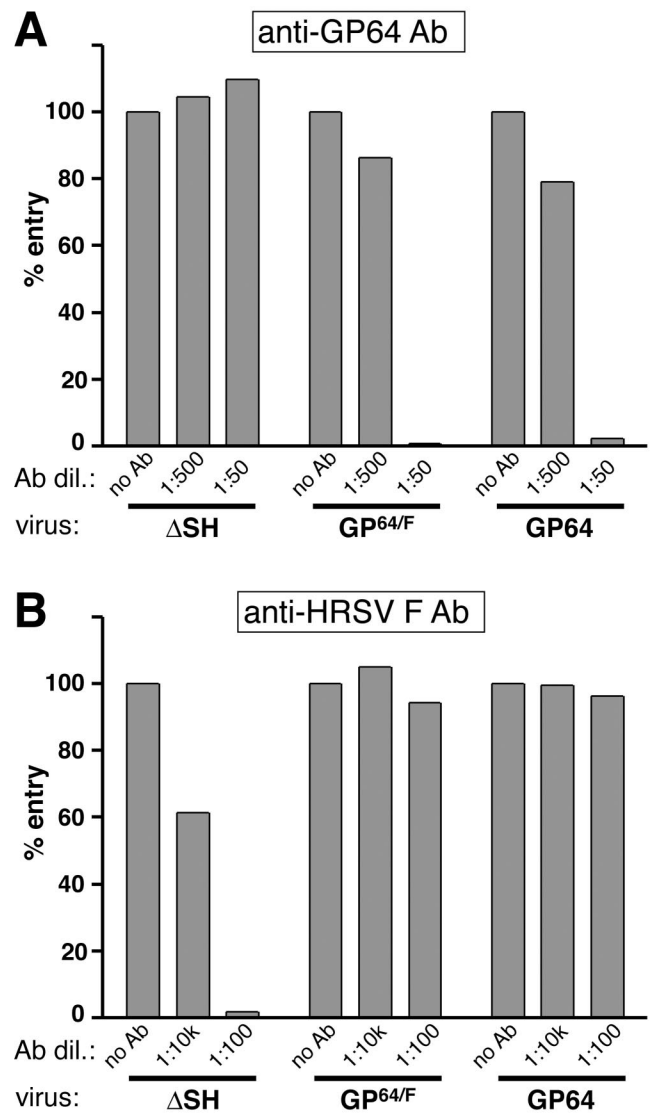 A
anti-GP64 Ab
% entry
100
80
60
40
20
0
Ab dil.: no Ab 1:500 1:50 no Ab 1:500 1:50 no Ab 1:500 1:50
virus: ΔSH GP64/F GP64
B
anti-HRSV F Ab
% entry
100
80
60
40
20
0
Ab dil.: no Ab 1:10k 1:100 no Ab 1:10k 1:100 no Ab 1:10k 1:100
virus: ΔSH GP64/F GP64